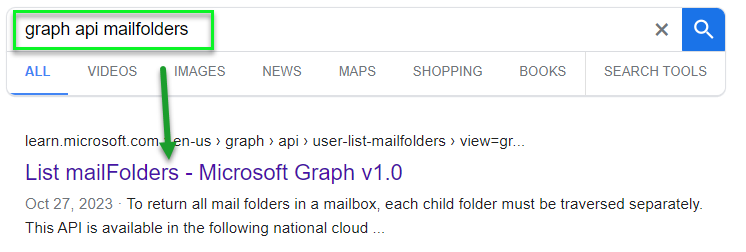 graph api mailfolders
ALL VIDEOS IMAGES NEWS MAPS SHOPPING BOOKS SEARCH TOOLS
learn.microsoft.com en-us › graph › api › user-list-mailfolders › view=gr...
List mailFolders - Microsoft Graph v1.0
Oct 27, 2023 · To return all mail folders in a mailbox, each child folder must be traversed separately.
This API is available in the following national cloud ...